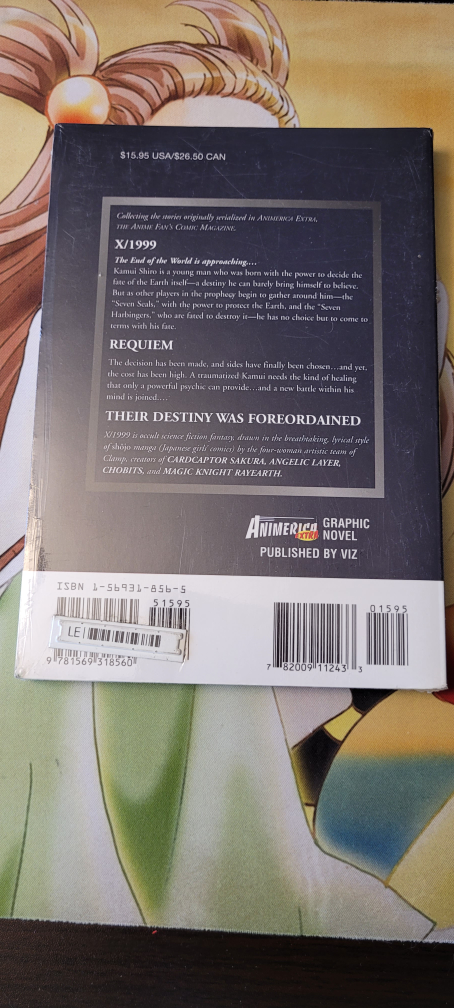 $15.95 USA/$26.50 CAN
Collecting the stories originally serialized in ANIMERICA EXTRA,
THE ANIME FAN'S COMIC MAGAZINE.
X/1999
The End of the World is approaching....
Kamui Shiro is a young man who was born with the power to decide the
fate of the Earth itself—a destiny he can barely bring himself to believe.
But as other players in the prophecy begin to gather around him—the
"Seven Seals," with the power to protect the Earth, and the "Seven
Harbingers," who are fated to destroy it—he has no choice but to come to
terms with his fate.
REQUIEM
The decision has been made, and sides have finally been chosen...and yet,
the cost has been high. A traumatized Kamui needs the kind of healing
that only a powerful psychic can provide...and a new battle within his
mind is joined....
THEIR DESTINY WAS FOREORDAINED
X/1999 is occult science fiction fantasy, drawn in the breathtaking, lyrical style
of shôjo manga (Japanese girls comics) by the four-woman artistic team of
Clamp, creators of CARDCAPTOR SAKURA, ANGELIC LAYER,
CHOBITS, and MAGIC KNIGHT RAYEARTH.
ANIMERICA EXTRA GRAPHIC
NOVEL
PUBLISHED BY VIZ
ISBN 1-56931-856-5
51595
LE
9 781569 318560
01595
7 82009 11243 3